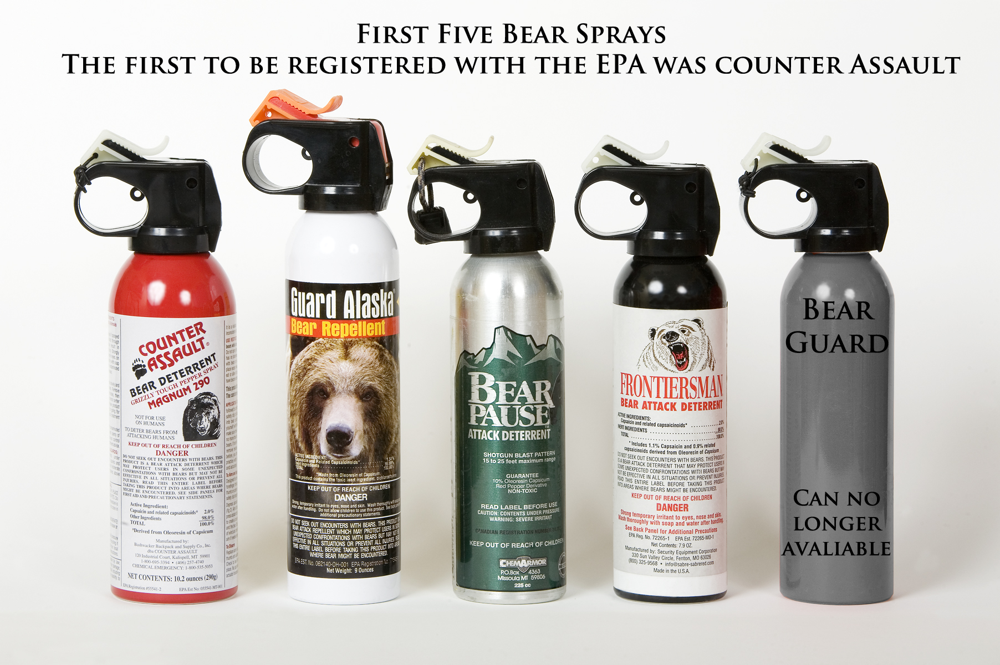 First Five Bear Sprays
The first to be registered with the EPA was counter Assault
COUNTER
ASSAULT®
BEAR DETERRENT
GRIZZLY TOUGH PEPPER SPRAY
MAGNUM 290
NOT FOR USE
ON HUMANS
TO DETER BEARS FROM
ATTACKING HUMANS
KEEP OUT OF REACH OF CHILDREN
DANGER
DO NOT SEEK OUT ENCOUNTERS WITH BEARS. THIS
PRODUCT IS A BEAR ATTACK DETERRENT WHICH
MAY PROTECT USERS IN SOME UNEXPECTED
CONFRONTATIONS WITH BEARS BUT MAY NOT BE
EFFECTIVE IN ALL SITUATIONS OR PREVENT ALL
INJURIES. READ THIS ENTIRE LABEL BEFORE
TAKING THIS PRODUCT INTO AREAS WHERE BEARS
MIGHT BE ENCOUNTERED. SEE SIDE PANELS FOR
FIRST AID AND PRECAUTIONARY STATEMENTS.
Active Ingredient:
Capsaicin and related capsaicinoids* 2.0%
Other Ingredients 98.0%
TOTAL 100.0%
*Derived from Oleoresin of Capsicum
Manufactured by:
Bushwacker Backpack and Supply Co., Inc.
dba COUNTER ASSAULT
120 Industrial Court, Kalispell, MT 59901
1-800-695-3394 • (406) 257-4740
CHEMICAL EMERGENCY: 1-800-535-5053
NET CONTENTS: 10.2 ounces (290g)
EPA Registration #55541-2 EPA Est No: 055541-MT-001
Guard Alaska®
Bear Repellent
ACTIVE INGREDIENT:
Capsaicin and Related Capsaicinoids* 1.34%
Inert Ingredients 98.66%
TOTAL 100.00%
*Made from Oleoresin of Capsicum.
This product contains the toxic inert ingredient, dichloroethylene
KEEP OUT OF REACH OF CHILDREN
DANGER
Strong, temporary irritant to eyes, nose and skin. Wash thoroughly with soap and
water after handling. Do not allow children to use this product. See back panel for
additional precautionary statements.
DO NOT SEEK OUT ENCOUNTERS WITH BEARS. THIS PRODUCT IS
BEAR ATTACK REPELLENT WHICH MAY PROTECT USERS IN SOME
UNEXPECTED CONFRONTATIONS WITH BEARS BUT MAY NOT BE
EFFECTIVE IN ALL SITUATIONS OR PREVENT ALL INJURIES. READ
THIS ENTIRE LABEL BEFORE TAKING THIS PRODUCT INTO AREAS
WHERE BEAR MIGHT BE ENCOUNTERED.
EPA EST. No. 062140-OH-001 EPA Registration No.
Net Weight: 9 Ounces
BEAR
PAUSE™
ATTACK DETERRENT
SHOTGUN BLAST PATTERN
15 to 25 feet maximum range
GUARANTEE
10% Oleoresin Capsicum
Red Pepper Derivative
NON-TOXIC
READ LABEL BEFORE USE
CAUTION: CONTENTS UNDER PRESSURE
WARNING: SEVERE IRRITANT
CANADIAN REGISTRATION NUMBER
KEEP OUT OF REACH OF CHILDREN
CHEMARMOR
P.O.Box 4363
Missoula MT 59806
225 cc
FRONTIERSMAN
BEAR ATTACK DETERRENT
ACTIVE INGREDIENTS:
Capsaicin and related capsaicinoids* 2.0%
INERT INGREDIENTS 98.0%
TOTAL 100.0%
* Includes 1.1% Capsaicin and 0.9% related
capsaicinoids derived from Oleoresin of Capsicum
DO NOT SEEK OUT ENCOUNTERS WITH BEARS. THIS PRODUCT
IS A BEAR ATTACK DETERRENT THAT MAY PROTECT USERS IN
SOME UNEXPECTED CONFRONTATIONS WITH BEARS BUT MAY
NOT BE EFFECTIVE IN ALL SITUATIONS OR PREVENT INJURIES.
READ THIS ENTIRE LABEL BEFORE TAKING THIS PRODUCT
INTO AREAS WHERE BEARS MIGHT BE ENCOUNTERED.
KEEP OUT OF REACH OF CHILDREN
DANGER
Strong temporary irritant to eyes, nose and skin.
Wash thoroughly with soap and water after handling.
See Back Panel for Additional Precautions
EPA Reg. No. 72265-1 EPA Est. 72265-MO-1
Net Contents: 7.9 OZ.
Manufactured by: Security Equipment Corporation
330 Sun Valley Circle, Fenton, MO 63026
(800) 325-9568 • info@sabre-sabrered.com
Made in the U.S.A.
Bear
Guard
Can no
longer
avaliable